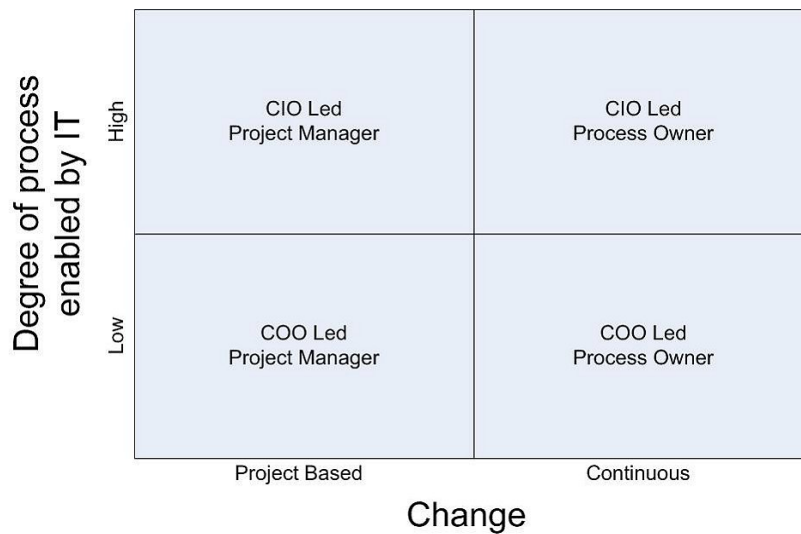 Degree of process
enabled by IT
High
CIO Led
Project Manager
CIO Led
Process Owner
Low
COO Led
Project Manager
COO Led
Process Owner
Project Based
Continuous
Change